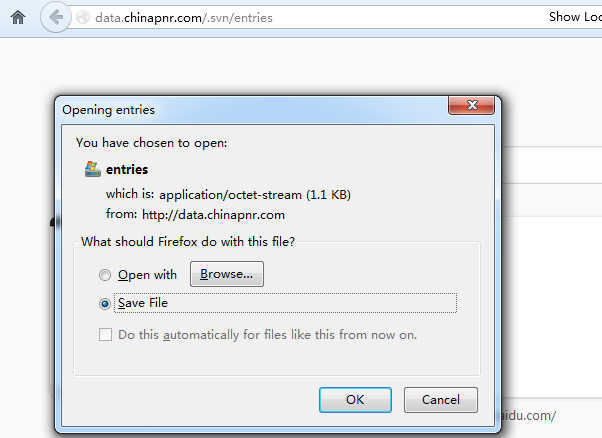 data.chinapnr.com/.svn/entries
Show Loc
Opening entries
You have chosen to open:
entries
which is: application/octet-stream (1.1 KB)
from: http://data.chinapnr.com
What should Firefox do with this file?
Open with Browse...
Save File
Do this automatically for files like this from now on.
OK Cancel
aidu.com/